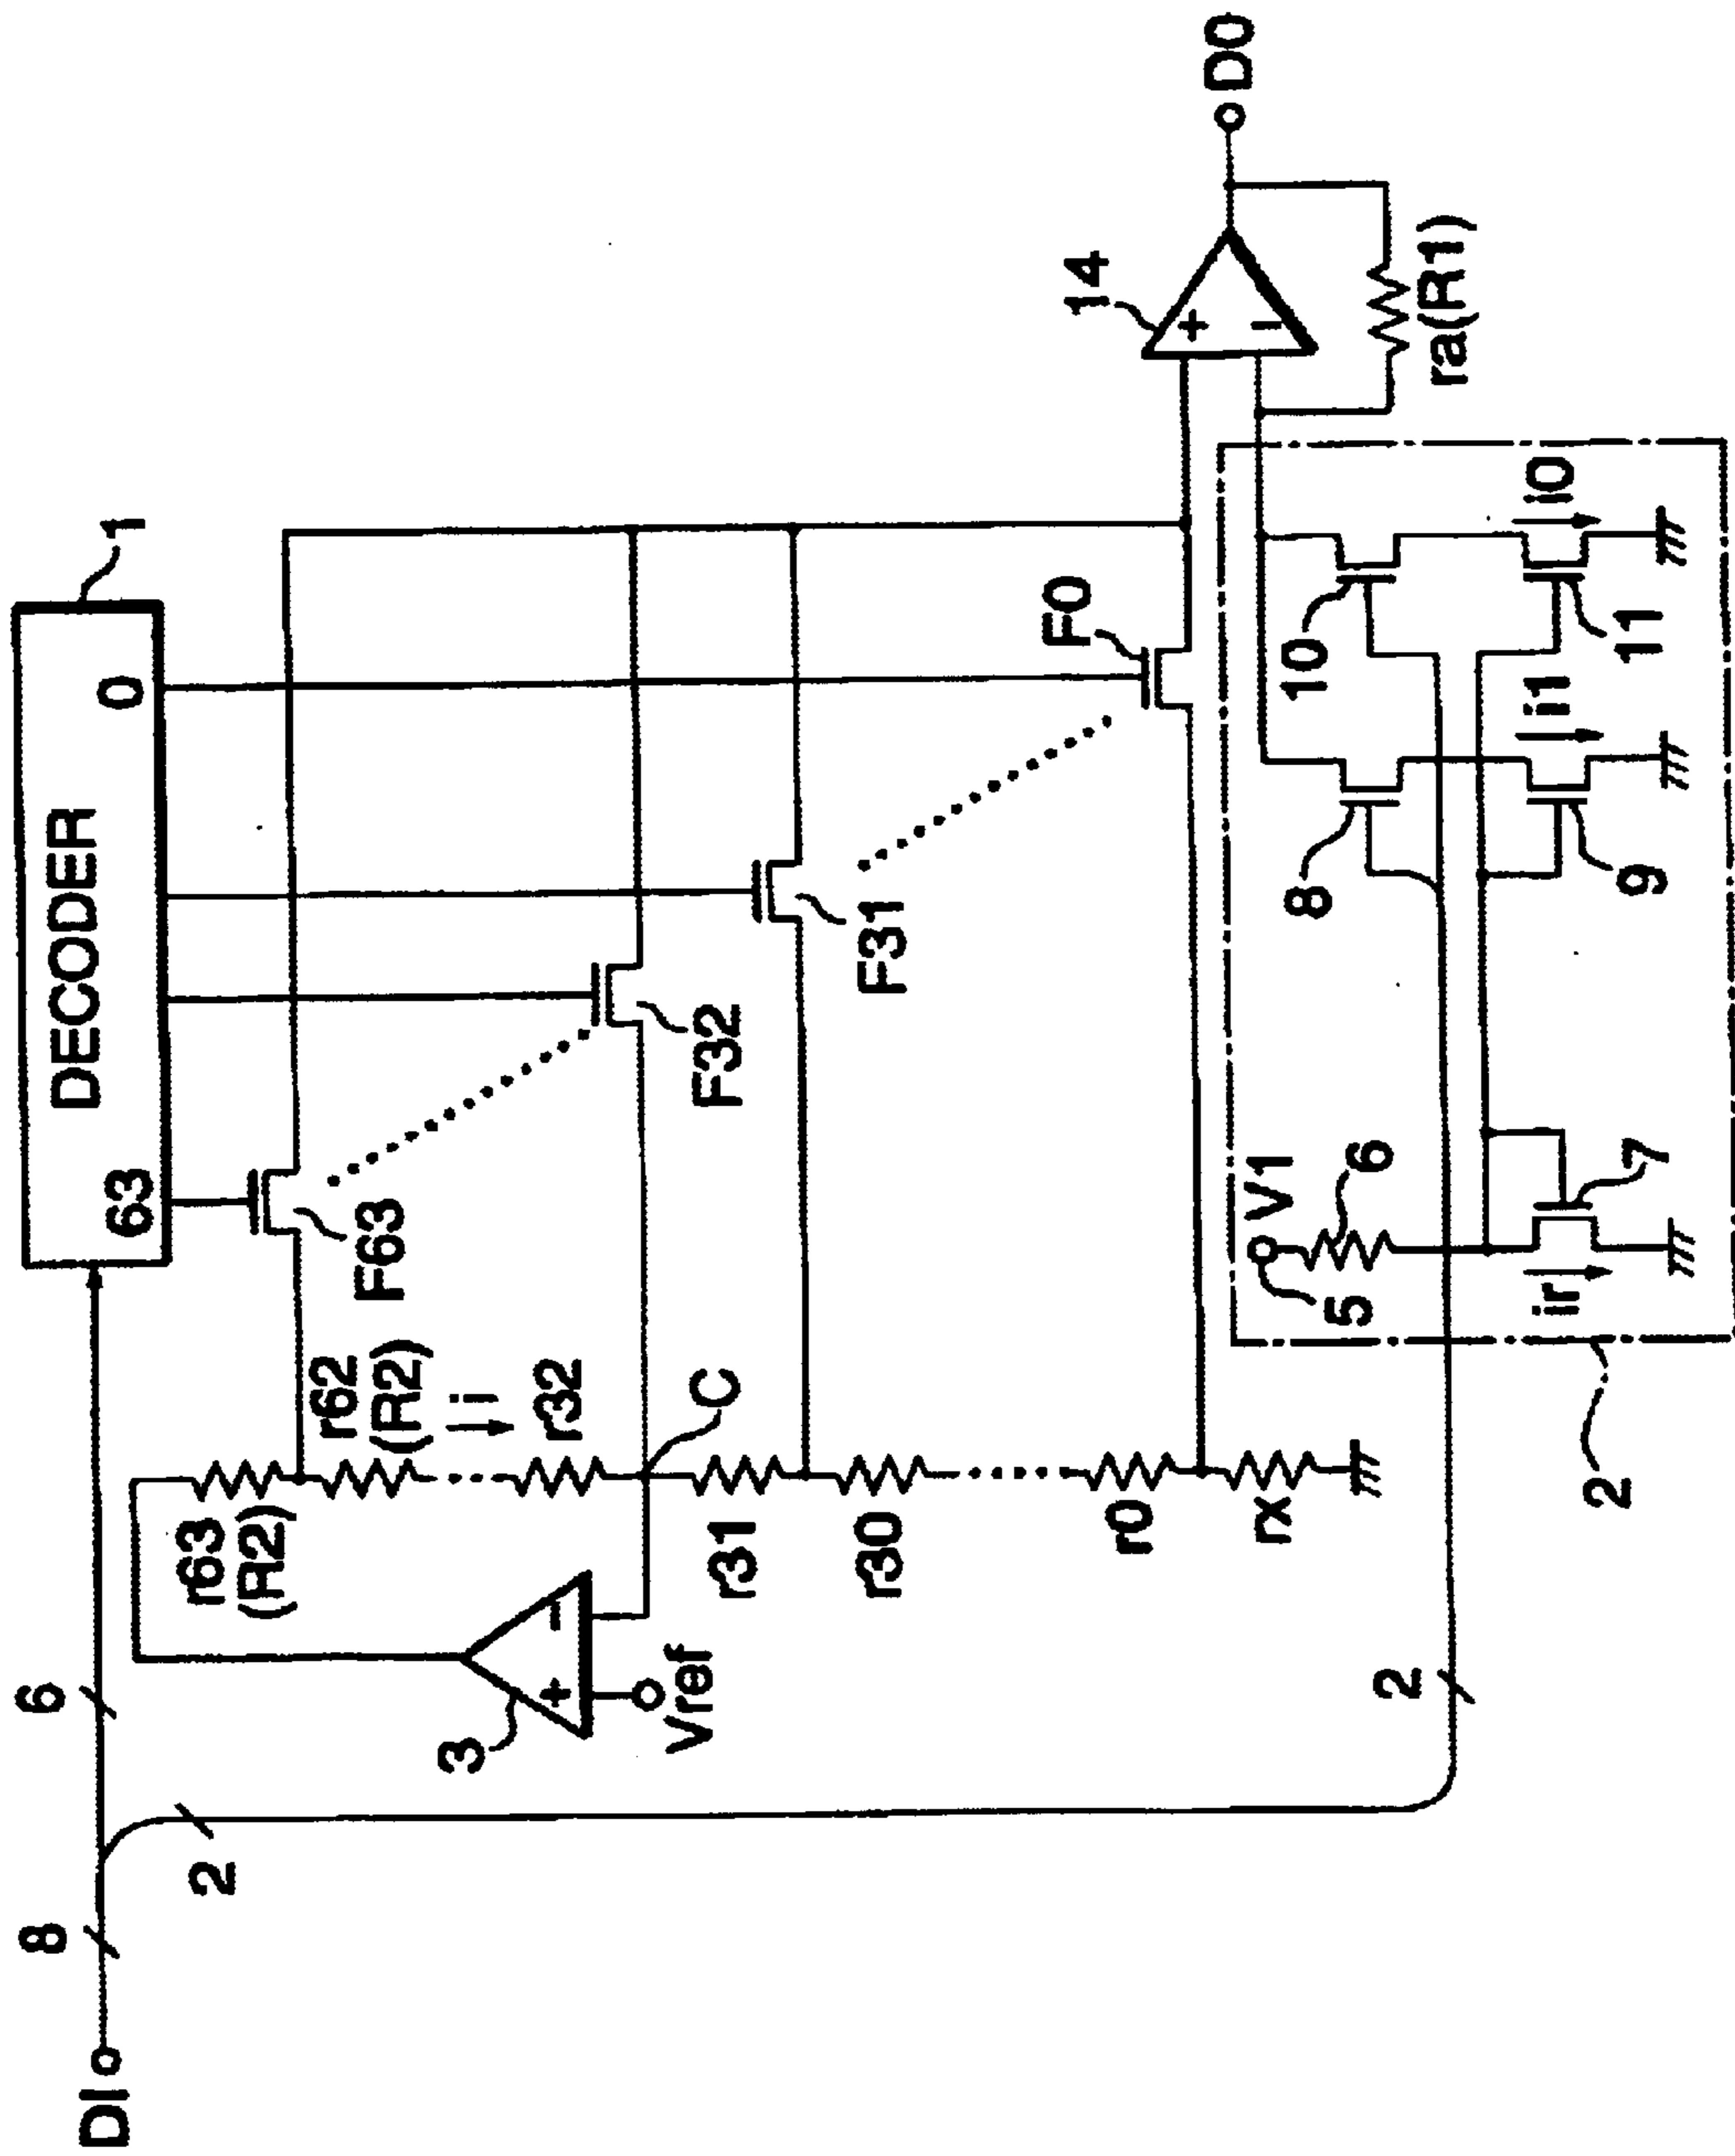 DI
8
6
2
DECODER
63
0
1
r63
(R2)
r62
(R2)
i
r32
F63
F32
F31
F0
C
3
+
−
Vref
r31
r30
r0
rx
14
+
−
DO
ra(R1)
2
2
5
V1
6
ir
7
8
9
i1
10
11
i0